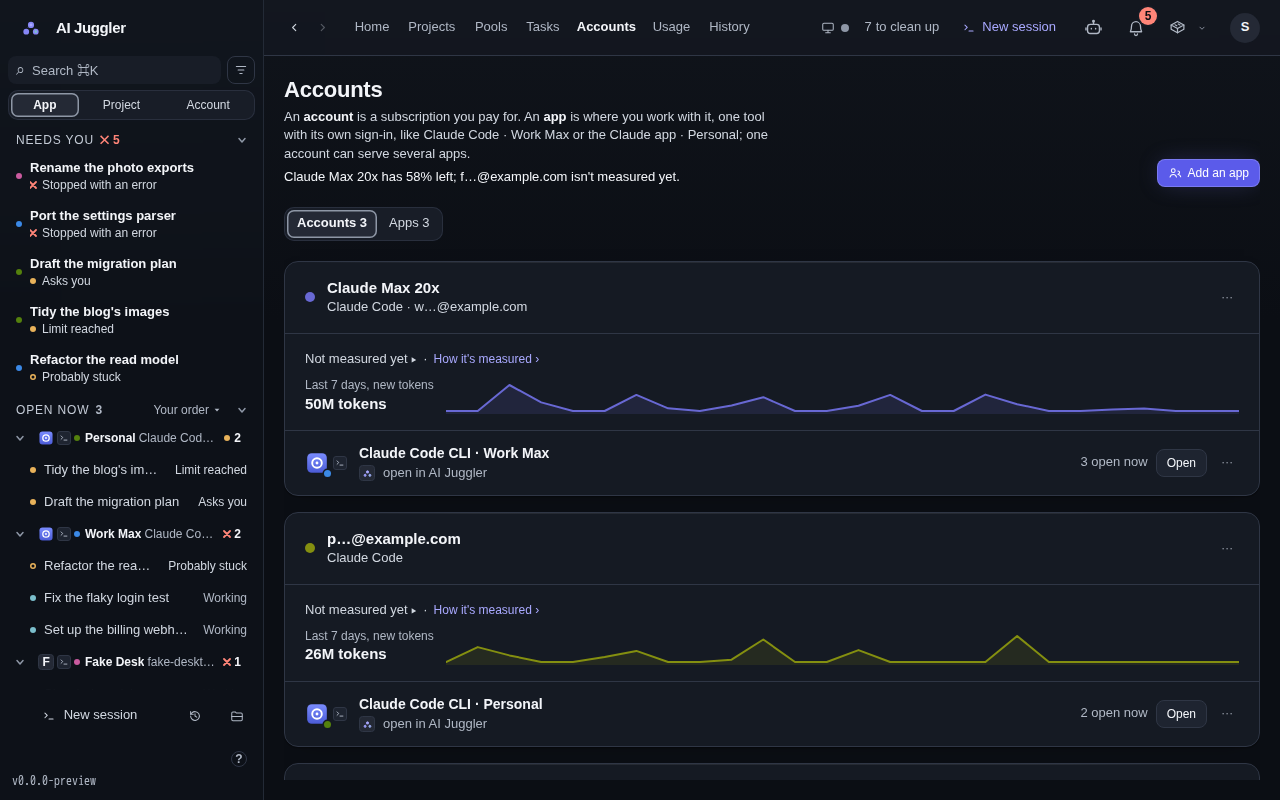 AI Juggler
Search ⌘K
App Project Account
NEEDS YOU 5
Rename the photo exports
Stopped with an error
Port the settings parser
Stopped with an error
Draft the migration plan
Asks you
Tidy the blog's images
Limit reached
Refactor the read model
Probably stuck
OPEN NOW 3 Your order
Personal Claude Cod… 2
Tidy the blog's im… Limit reached
Draft the migration plan Asks you
Work Max Claude Co… 2
Refactor the rea… Probably stuck
Fix the flaky login test Working
Set up the billing webh… Working
F Fake Desk fake-deskt… 1
New session
?
v0.0.0-preview
Home Projects Pools Tasks Accounts Usage History 7 to clean up New session 5 S
Accounts
An account is a subscription you pay for. An app is where you work with it, one tool
with its own sign-in, like Claude Code · Work Max or the Claude app · Personal; one
account can serve several apps.
Claude Max 20x has 58% left; f…@example.com isn't measured yet.
Add an app
Accounts 3 Apps 3
Claude Max 20x
Claude Code · w…@example.com
Not measured yet ▸ · How it's measured ›
Last 7 days, new tokens
50M tokens
Claude Code CLI · Work Max
open in AI Juggler
3 open now Open
p…@example.com
Claude Code
Not measured yet ▸ · How it's measured ›
Last 7 days, new tokens
26M tokens
Claude Code CLI · Personal
open in AI Juggler
2 open now Open